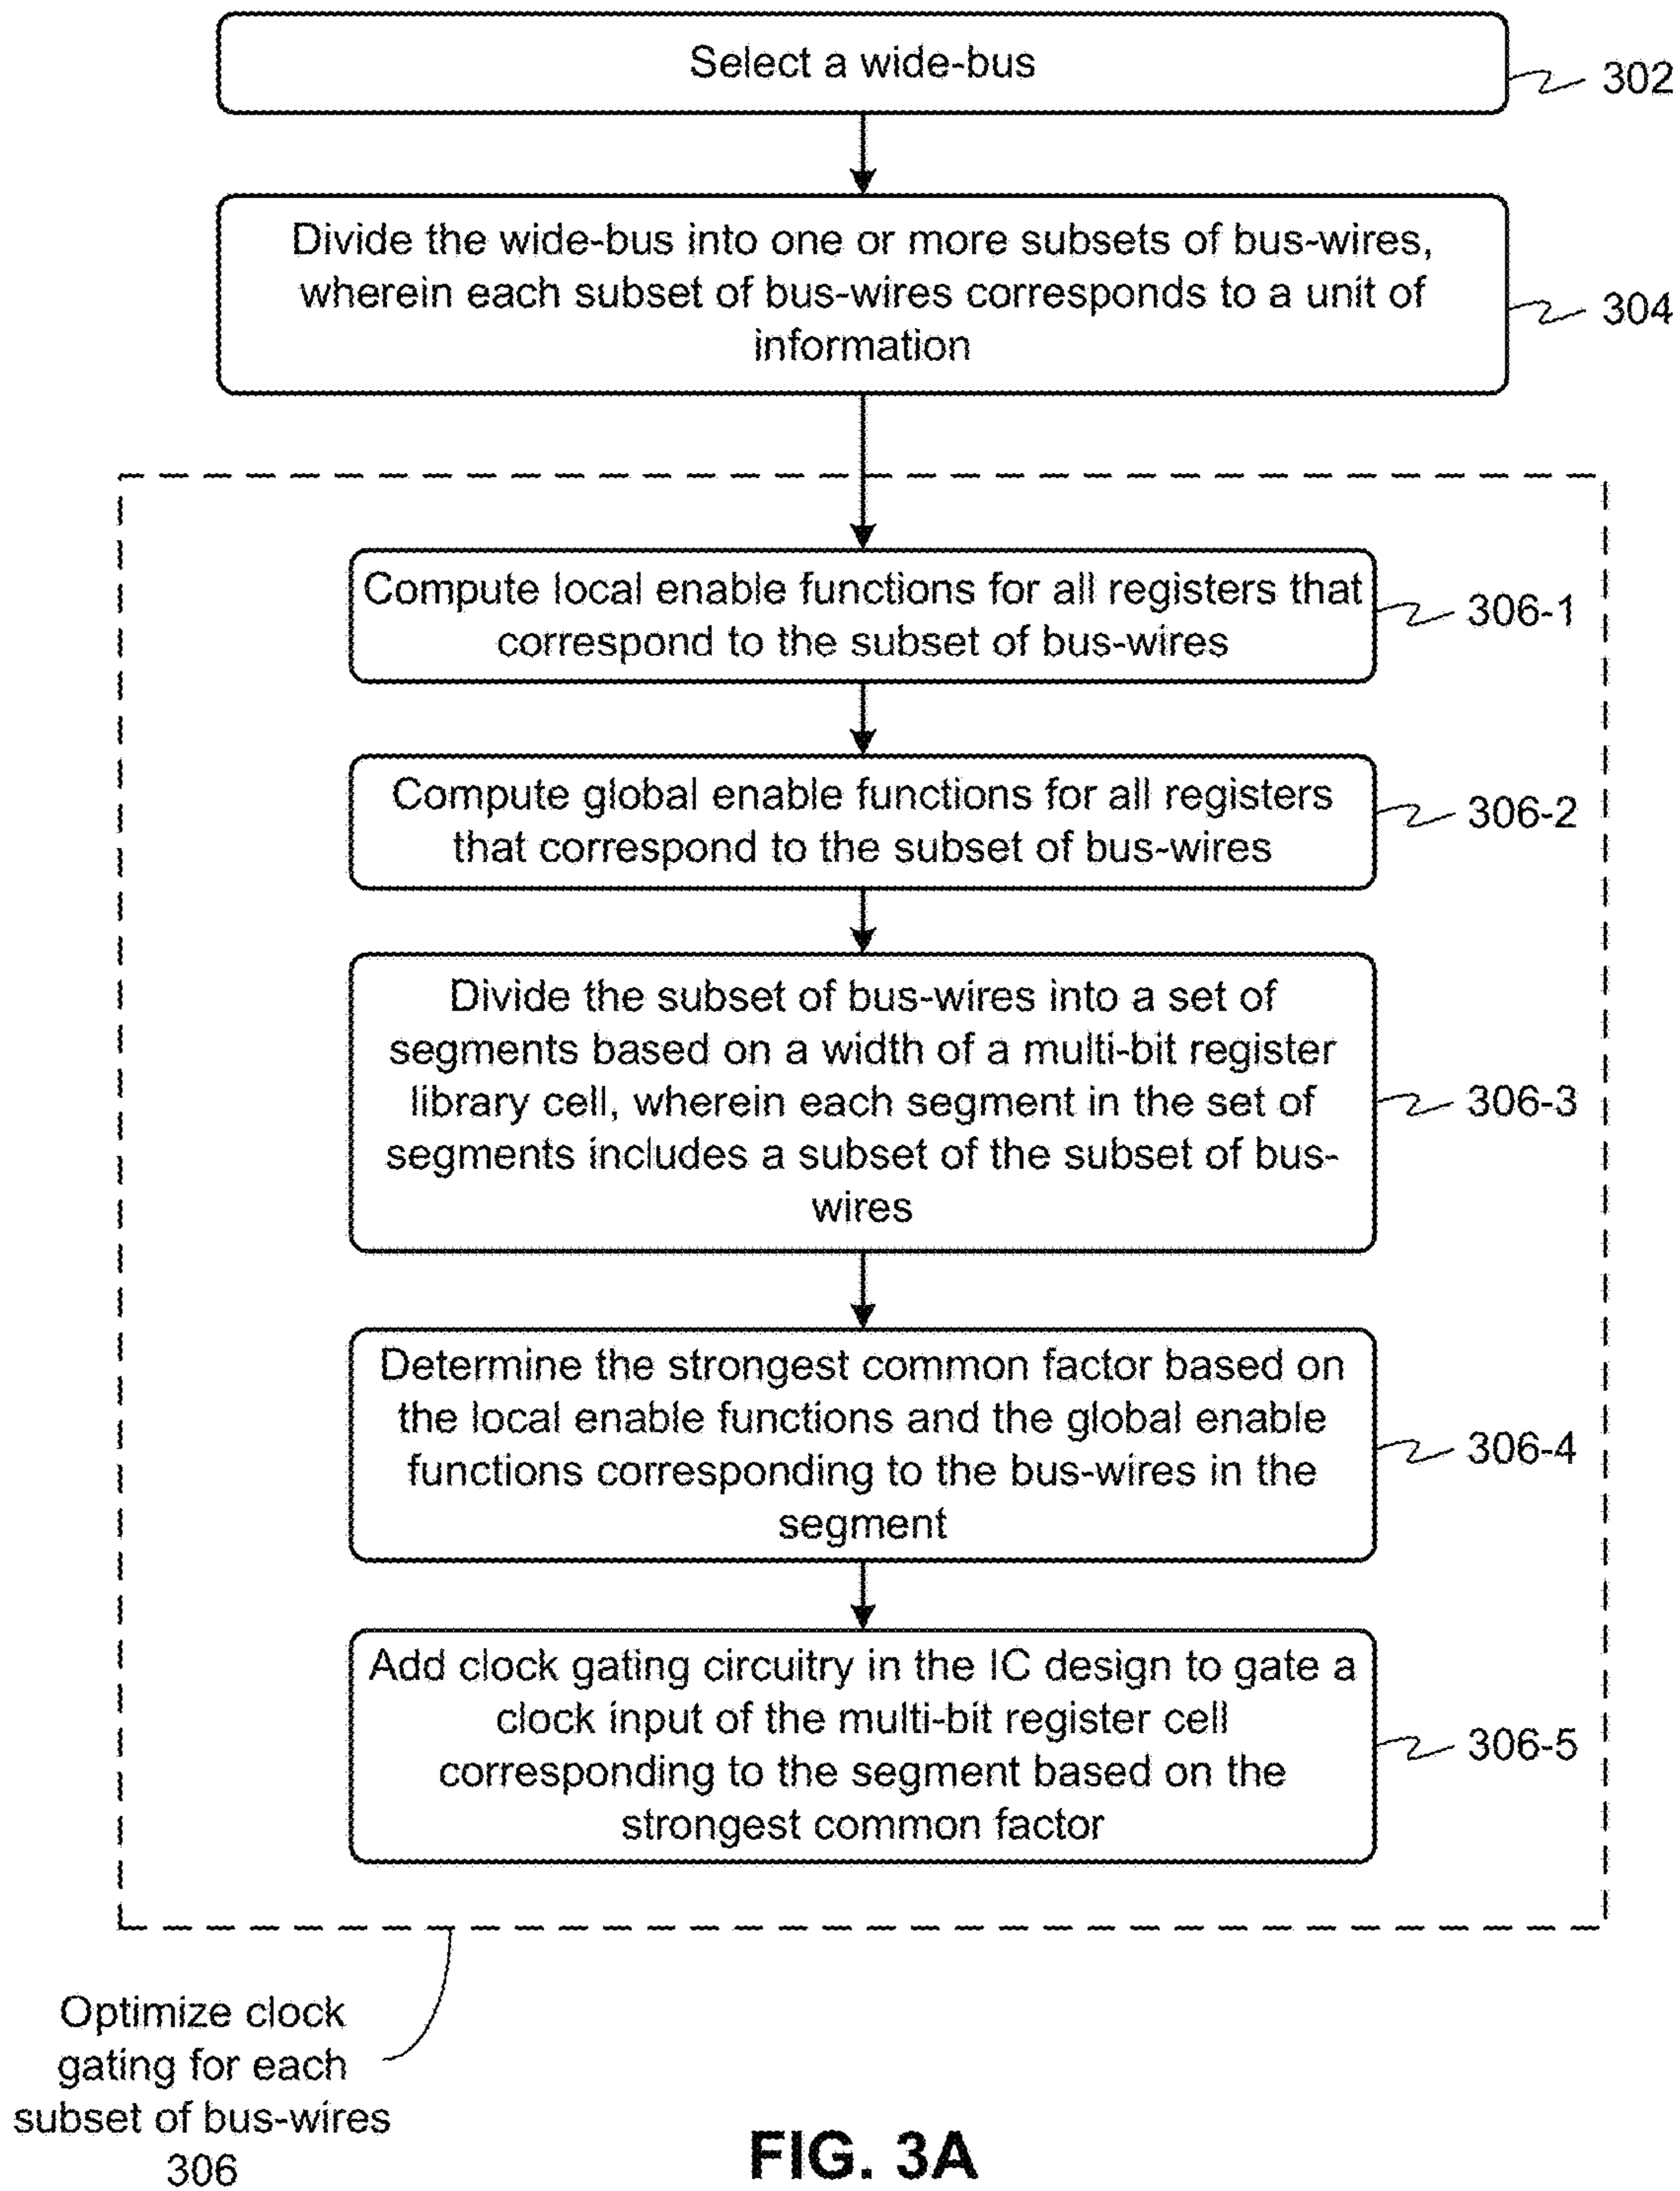 Select a wide-bus
302
Divide the wide-bus into one or more subsets of bus-wires,
wherein each subset of bus-wires corresponds to a unit of
information
304
Compute local enable functions for all registers that
correspond to the subset of bus-wires
306-1
Compute global enable functions for all registers
that correspond to the subset of bus-wires
306-2
Divide the subset of bus-wires into a set of
segments based on a width of a multi-bit register
library cell, wherein each segment in the set of
segments includes a subset of the subset of bus-
wires
306-3
Determine the strongest common factor based on
the local enable functions and the global enable
functions corresponding to the bus-wires in the
segment
306-4
Add clock gating circuitry in the IC design to gate a
clock input of the multi-bit register cell
corresponding to the segment based on the
strongest common factor
306-5
Optimize clock
gating for each
subset of bus-wires
306
FIG. 3A